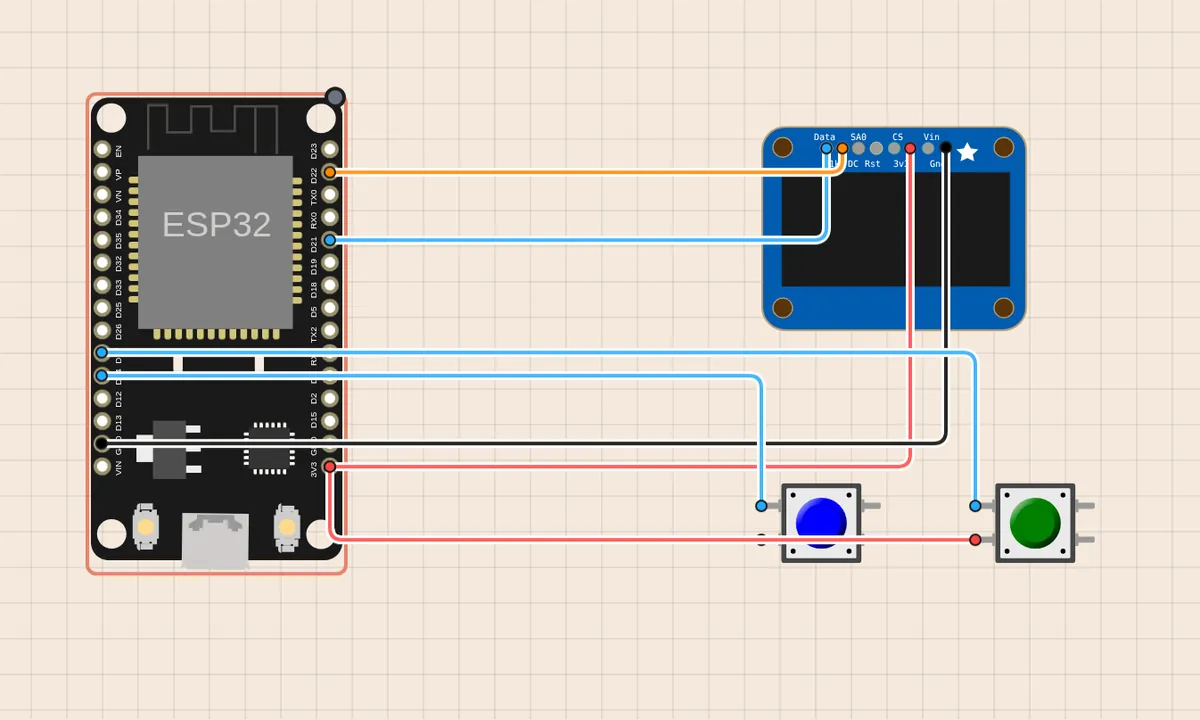 EN
VP
VN
D34
D35
D32
D33
D25
D26
D12
D13
VIN
ESP32
D23
D22
TX0
RX0
D21
D19
D18
D5
TX2
D2
D15
3V3
Data SA0 CS Vin
DC Rst